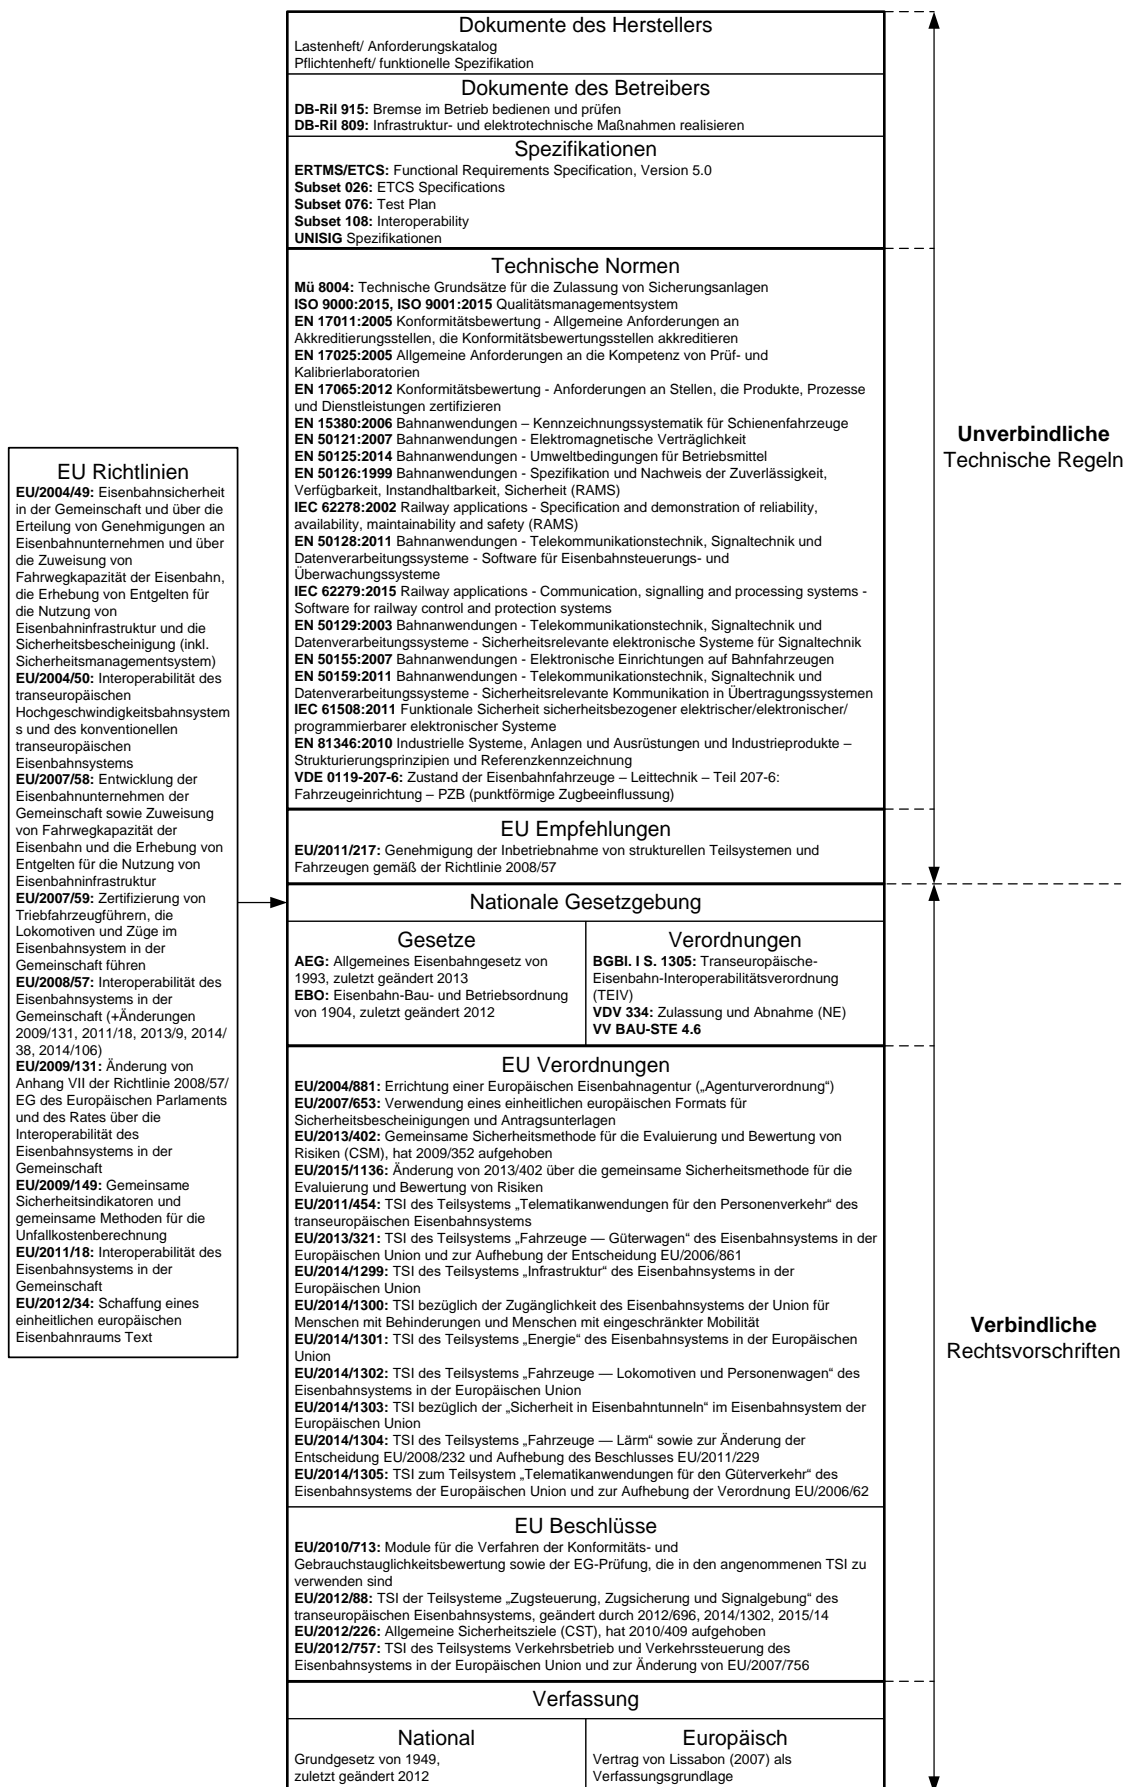 Dokumente des Herstellers
Lastenheft/ Anforderungskatalog
Pflichtenheft/ funktionelle Spezifikation
Dokumente des Betreibers
DB-Ril 915: Bremse im Betrieb bedienen und prüfen
DB-Ril 809: Infrastruktur- und elektrotechnische Maßnahmen realisieren
Spezifikationen
ERTMS/ETCS: Functional Requirements Specification, Version 5.0
Subset 026: ETCS Specifications
Subset 076: Test Plan
Subset 108: Interoperability
UNISIG Spezifikationen
Technische Normen
Mü 8004: Technische Grundsätze für die Zulassung von Sicherungsanlagen
ISO 9000:2015, ISO 9001:2015 Qualitätsmanagementsystem
EN 17011:2005 Konformitätsbewertung - Allgemeine Anforderungen an
Akkreditierungsstellen, die Konformitätsbewertungsstellen akkreditieren
EN 17025:2005 Allgemeine Anforderungen an die Kompetenz von Prüf- und
Kalibrierlaboratorien
EN 17065:2012 Konformitätsbewertung - Anforderungen an Stellen, die Produkte, Prozesse
und Dienstleistungen zertifizieren
EN 15380:2006 Bahnanwendungen – Kennzeichnungssystematik für Schienenfahrzeuge
EN 50121:2007 Bahnanwendungen - Elektromagnetische Verträglichkeit
EN 50125:2014 Bahnanwendungen - Umweltbedingungen für Betriebsmittel
EN 50126:1999 Bahnanwendungen - Spezifikation und Nachweis der Zuverlässigkeit,
Verfügbarkeit, Instandhaltbarkeit, Sicherheit (RAMS)
IEC 62278:2002 Railway applications - Specification and demonstration of reliability,
availability, maintainability and safety (RAMS)
EN 50128:2011 Bahnanwendungen - Telekommunikationstechnik, Signaltechnik und
Datenverarbeitungssysteme - Software für Eisenbahnsteuerungs- und
Überwachungssysteme
IEC 62279:2015 Railway applications - Communication, signalling and processing systems -
Software for railway control and protection systems
EN 50129:2003 Bahnanwendungen - Telekommunikationstechnik, Signaltechnik und
Datenverarbeitungssysteme - Sicherheitsrelevante elektronische Systeme für Signaltechnik
EN 50155:2007 Bahnanwendungen - Elektronische Einrichtungen auf Bahnfahrzeugen
EN 50159:2011 Bahnanwendungen - Telekommunikationstechnik, Signaltechnik und
Datenverarbeitungssysteme - Sicherheitsrelevante Kommunikation in Übertragungssystemen
IEC 61508:2011 Funktionale Sicherheit sicherheitsbezogener elektrischer/elektronischer/
programmierbarer elektronischer Systeme
EN 81346:2010 Industrielle Systeme, Anlagen und Ausrüstungen und Industrieprodukte –
Strukturierungsprinzipien und Referenzkennzeichnung
VDE 0119-207-6: Zustand der Eisenbahnfahrzeuge – Leittechnik – Teil 207-6:
Fahrzeugeinrichtung – PZB (punktförmige Zugbeeinflussung)
EU Empfehlungen
EU/2011/217: Genehmigung der Inbetriebnahme von strukturellen Teilsystemen und
Fahrzeugen gemäß der Richtlinie 2008/57
Unverbindliche
Technische Regeln
EU Richtlinien
EU/2004/49: Eisenbahnsicherheit
in der Gemeinschaft und über die
Erteilung von Genehmigungen an
Eisenbahnunternehmen und über
die Zuweisung von
Fahrwegkapazität der Eisenbahn,
die Erhebung von Entgelten für
die Nutzung von
Eisenbahninfrastruktur und die
Sicherheitsbescheinigung (inkl.
Sicherheitsmanagementsystem)
EU/2004/50: Interoperabilität des
transeuropäischen
Hochgeschwindigkeitsbahnsystem
s und des konventionellen
transeuropäischen
Eisenbahnsystems
EU/2007/58: Entwicklung der
Eisenbahnunternehmen der
Gemeinschaft sowie Zuweisung
von Fahrwegkapazität der
Eisenbahn und die Erhebung von
Entgelten für die Nutzung von
Eisenbahninfrastruktur
EU/2007/59: Zertifizierung von
Triebfahrzeugführern, die
Lokomotiven und Züge im
Eisenbahnsystem in der
Gemeinschaft führen
EU/2008/57: Interoperabilität des
Eisenbahnsystems in der
Gemeinschaft (+Änderungen
2009/131, 2011/18, 2013/9, 2014/
38, 2014/106)
EU/2009/131: Änderung von
Anhang VII der Richtlinie 2008/57/
EG des Europäischen Parlaments
und des Rates über die
Interoperabilität des
Eisenbahnsystems in der
Gemeinschaft
EU/2009/149: Gemeinsame
Sicherheitsindikatoren und
gemeinsame Methoden für die
Unfallkostenberechnung
EU/2011/18: Interoperabilität des
Eisenbahnsystems in der
Gemeinschaft
EU/2012/34: Schaffung eines
einheitlichen europäischen
Eisenbahnraums Text
Nationale Gesetzgebung
Gesetze
AEG: Allgemeines Eisenbahngesetz von
1993, zuletzt geändert 2013
EBO: Eisenbahn-Bau- und Betriebsordnung
von 1904, zuletzt geändert 2012
Verordnungen
BGBl. I S. 1305: Transeuropäische-
Eisenbahn-Interoperabilitätsverordnung
(TEIV)
VDV 334: Zulassung und Abnahme (NE)
VV BAU-STE 4.6
EU Verordnungen
EU/2004/881: Errichtung einer Europäischen Eisenbahnagentur („Agenturverordnung“)
EU/2007/653: Verwendung eines einheitlichen europäischen Formats für
Sicherheitsbescheinigungen und Antragsunterlagen
EU/2013/402: Gemeinsame Sicherheitsmethode für die Evaluierung und Bewertung von
Risiken (CSM), hat 2009/352 aufgehoben
EU/2015/1136: Änderung von 2013/402 über die gemeinsame Sicherheitsmethode für die
Evaluierung und Bewertung von Risiken
EU/2011/454: TSI des Teilsystems „Telematikanwendungen für den Personenverkehr“ des
transeuropäischen Eisenbahnsystems
EU/2013/321: TSI des Teilsystems „Fahrzeuge — Güterwagen“ des Eisenbahnsystems in der
Europäischen Union und zur Aufhebung der Entscheidung EU/2006/861
EU/2014/1299: TSI des Teilsystems „Infrastruktur“ des Eisenbahnsystems in der
Europäischen Union
EU/2014/1300: TSI bezüglich der Zugänglichkeit des Eisenbahnsystems der Union für
Menschen mit Behinderungen und Menschen mit eingeschränkter Mobilität
EU/2014/1301: TSI des Teilsystems „Energie“ des Eisenbahnsystems in der Europäischen
Union
EU/2014/1302: TSI des Teilsystems „Fahrzeuge — Lokomotiven und Personenwagen“ des
Eisenbahnsystems in der Europäischen Union
EU/2014/1303: TSI bezüglich der „Sicherheit in Eisenbahntunneln“ im Eisenbahnsystem der
Europäischen Union
EU/2014/1304: TSI des Teilsystems „Fahrzeuge — Lärm“ sowie zur Änderung der
Entscheidung EU/2008/232 und Aufhebung des Beschlusses EU/2011/229
EU/2014/1305: TSI zum Teilsystem „Telematikanwendungen für den Güterverkehr“ des
Eisenbahnsystems der Europäischen Union und zur Aufhebung der Verordnung EU/2006/62
EU Beschlüsse
EU/2010/713: Module für die Verfahren der Konformitäts- und
Gebrauchstauglichkeitsbewertung sowie der EG-Prüfung, die in den angenommenen TSI zu
verwenden sind
EU/2012/88: TSI der Teilsysteme „Zugsteuerung, Zugsicherung und Signalgebung“ des
transeuropäischen Eisenbahnsystems, geändert durch 2012/696, 2014/1302, 2015/14
EU/2012/226: Allgemeine Sicherheitsziele (CST), hat 2010/409 aufgehoben
EU/2012/757: TSI des Teilsystems Verkehrsbetrieb und Verkehrssteuerung des
Eisenbahnsystems in der Europäischen Union und zur Änderung von EU/2007/756
Verfassung
National
Grundgesetz von 1949,
zuletzt geändert 2012
Europäisch
Vertrag von Lissabon (2007) als
Verfassungsgrundlage
Verbindliche
Rechtsvorschriften